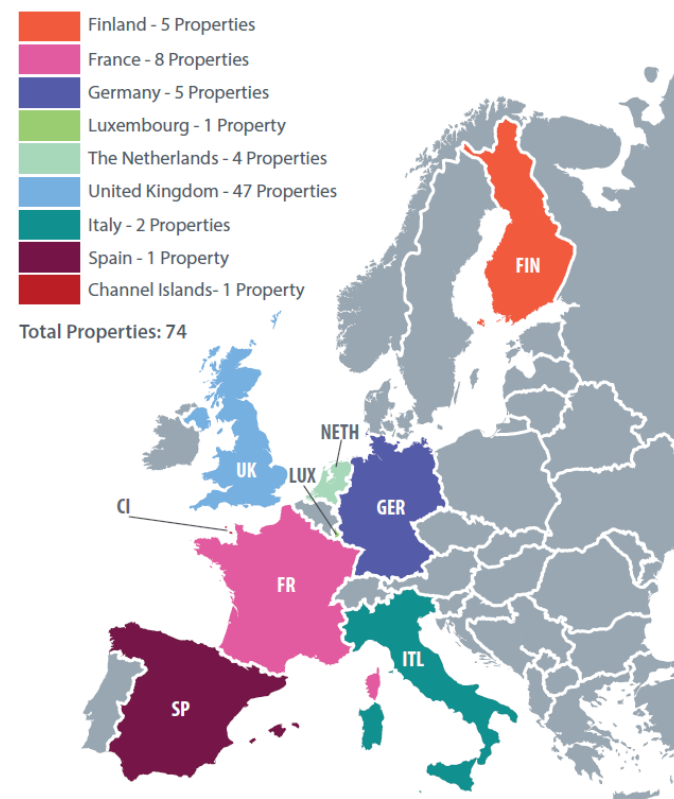 Finland - 5 Properties
France - 8 Properties
Germany - 5 Properties
Luxembourg - 1 Property
The Netherlands - 4 Properties
United Kingdom - 47 Properties
Italy - 2 Properties
Spain - 1 Property
Channel Islands- 1 Property
Total Properties: 74
FIN
NETH
UK
LUX
CI
GER
FR
ITL
SP